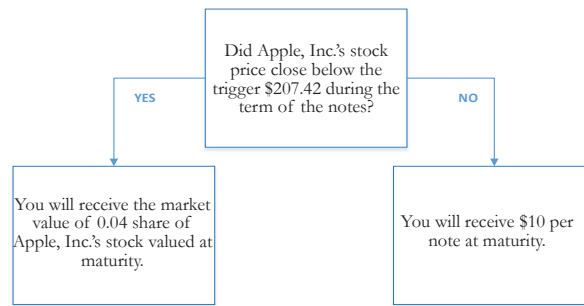 Did Apple, Inc.'s stock
price close below the
trigger $207.42 during the
term of the notes?
YES
NO
You will receive the market
value of 0.04 share of
Apple, Inc.'s stock valued at
maturity.
You will receive $10 per
note at maturity.